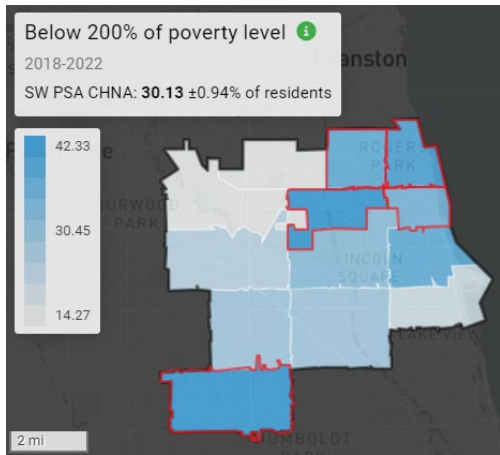 Below 200% of poverty level
2018-2022
SW PSA CHNA: 30.13 ±0.94% of residents
Evanston
42.33
30.45
14.27
ROGERS
PARK
NORWOOD
PARK
LINCOLN
SQUARE
LAKE VIEW
HUMBOLDT
PARK
2 mi